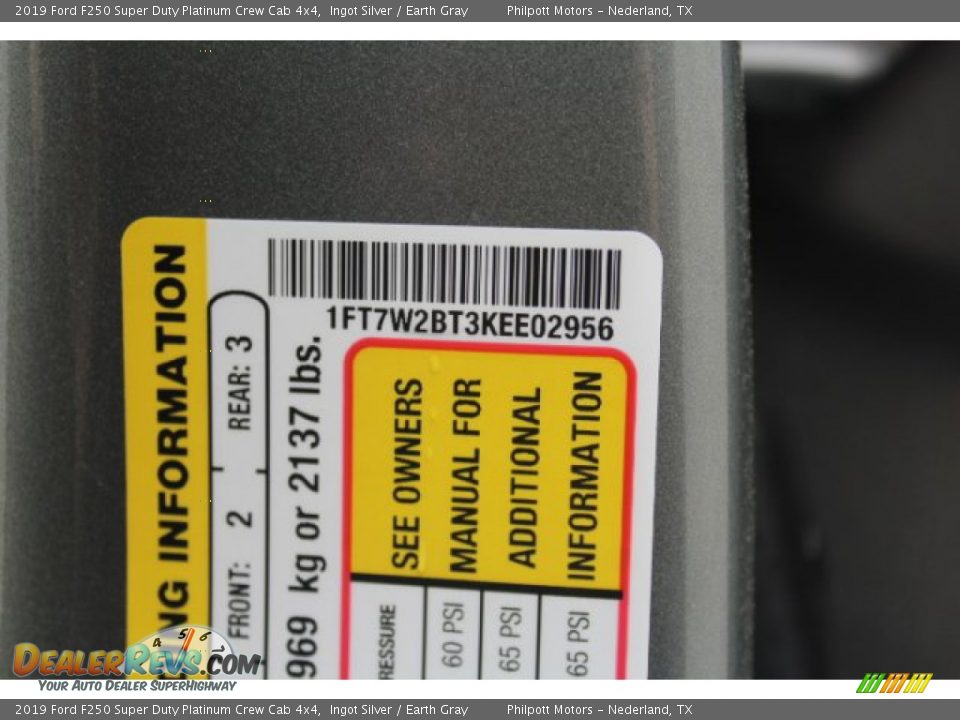 2019 Ford F250 Super Duty Platinum Crew Cab 4x4, Ingot Silver / Earth Gray Philpott Motors – Nederland, TX
1FT7W2BT3KEE02956
NG INFORMATION
FRONT: 2 REAR: 3
969 kg or 2137 lbs.
SEE OWNERS
MANUAL FOR
ADDITIONAL
INFORMATION
RESSURE
60 PSI
65 PSI
65 PSI
4 5 6
DealerRevs.com
Your Auto Dealer SuperHighway
2019 Ford F250 Super Duty Platinum Crew Cab 4x4, Ingot Silver / Earth Gray Philpott Motors – Nederland, TX